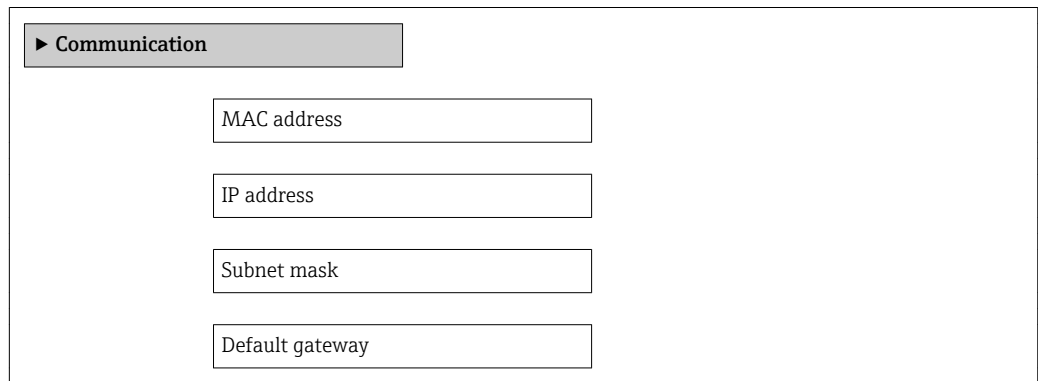 ► Communication
MAC address
IP address
Subnet mask
Default gateway